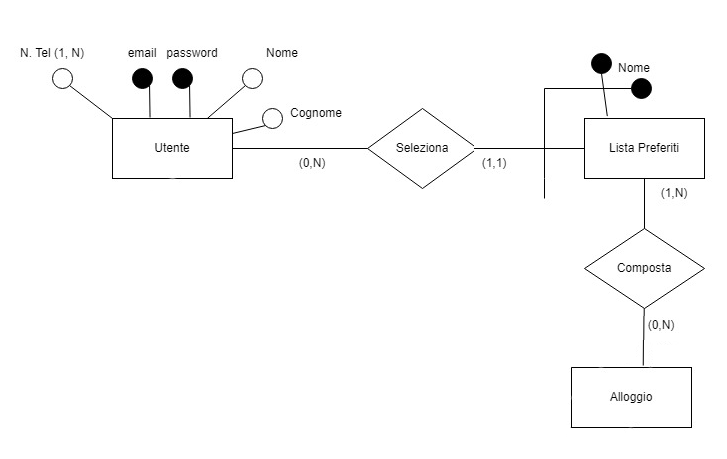 N. Tel (1, N)
email
password
Nome
Cognome
Nome
Utente
Seleziona
Lista Preferiti
(0,N)
(1,1)
(1,N)
Composta
(0,N)
Alloggio